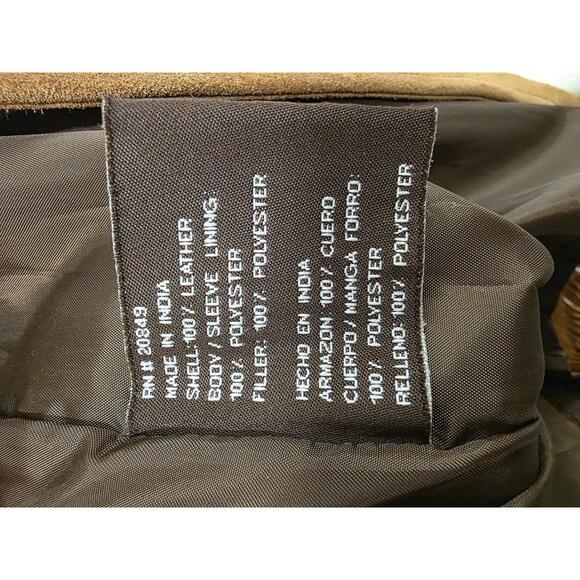 RN# 20849
MADE IN INDIA
SHELL:100% LEATHER
BODY/SLEEVE LINING:
100% POLYESTER
FILLER: 100% POLYESTER
HECHO EN INDIA
ARMAZON: 100% CUERO
CUERPO/MANGA FORRO:
100% POLYESTER
RELLENO: 100% POLYESTER